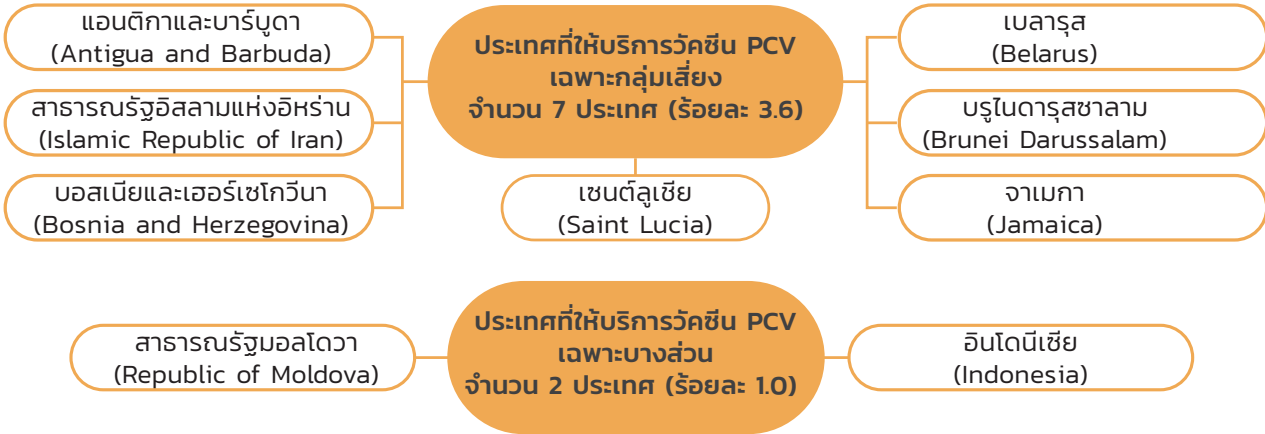 แอนติกาและบาร์บูดา
(Antigua and Barbuda)
สาธารณรัฐอิสลามแห่งอิหร่าน
(Islamic Republic of Iran)
บอสเนียและเฮอร์เซโกวีนา
(Bosnia and Herzegovina)
ประเทศที่ให้บริการวัคซีน PCV
เฉพาะกลุ่มเสี่ยง
จำนวน 7 ประเทศ (ร้อยละ 3.6)
เซนต์ลูเชีย
(Saint Lucia)
เบลารุส
(Belarus)
บรูไนดารุสซาลาม
(Brunei Darussalam)
จาเมกา
(Jamaica)
สาธารณรัฐมอลโดวา
(Republic of Moldova)
ประเทศที่ให้บริการวัคซีน PCV
เฉพาะบางส่วน
จำนวน 2 ประเทศ (ร้อยละ 1.0)
อินโดนีเซีย
(Indonesia)